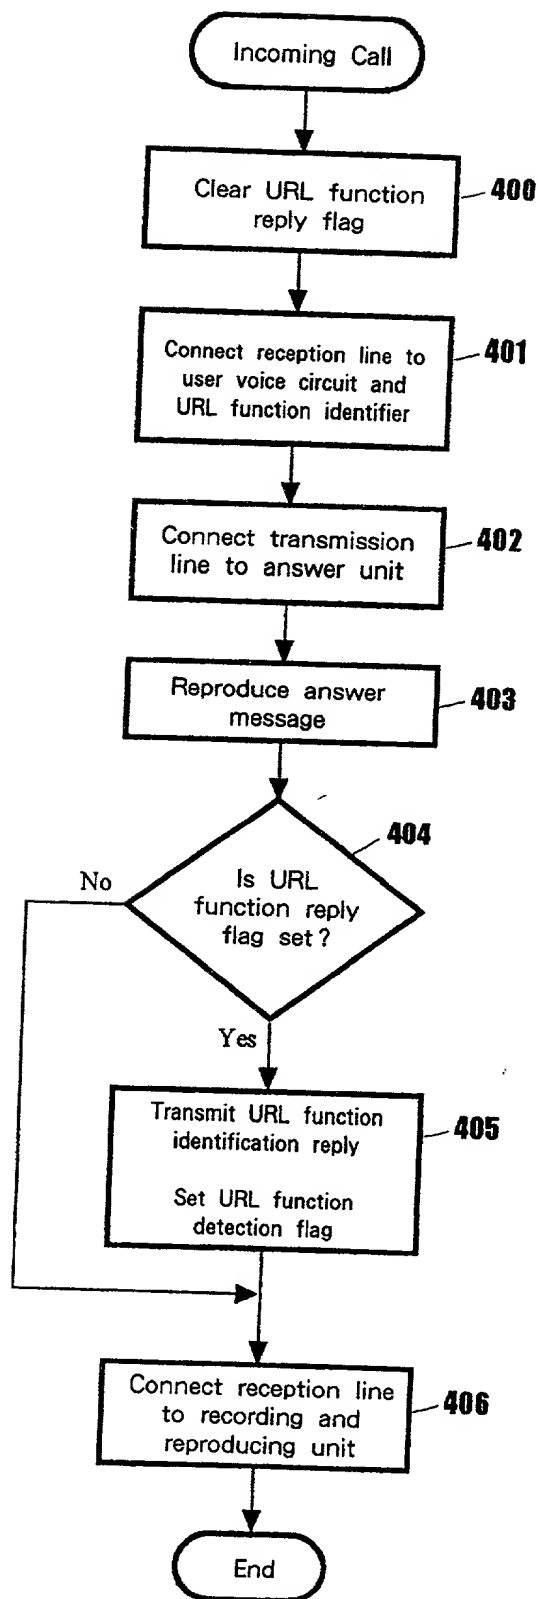 Incoming Call
Clear URL function
reply flag
400
Connect reception line to
user voice circuit and
URL function identifier
401
Connect transmission
line to answer unit
402
Reproduce answer
message
403
404
Is URL
function reply
flag set?
No
Yes
Transmit URL function
identification reply
Set URL function
detection flag
405
Connect reception line
to recording and
reproducing unit
406
End